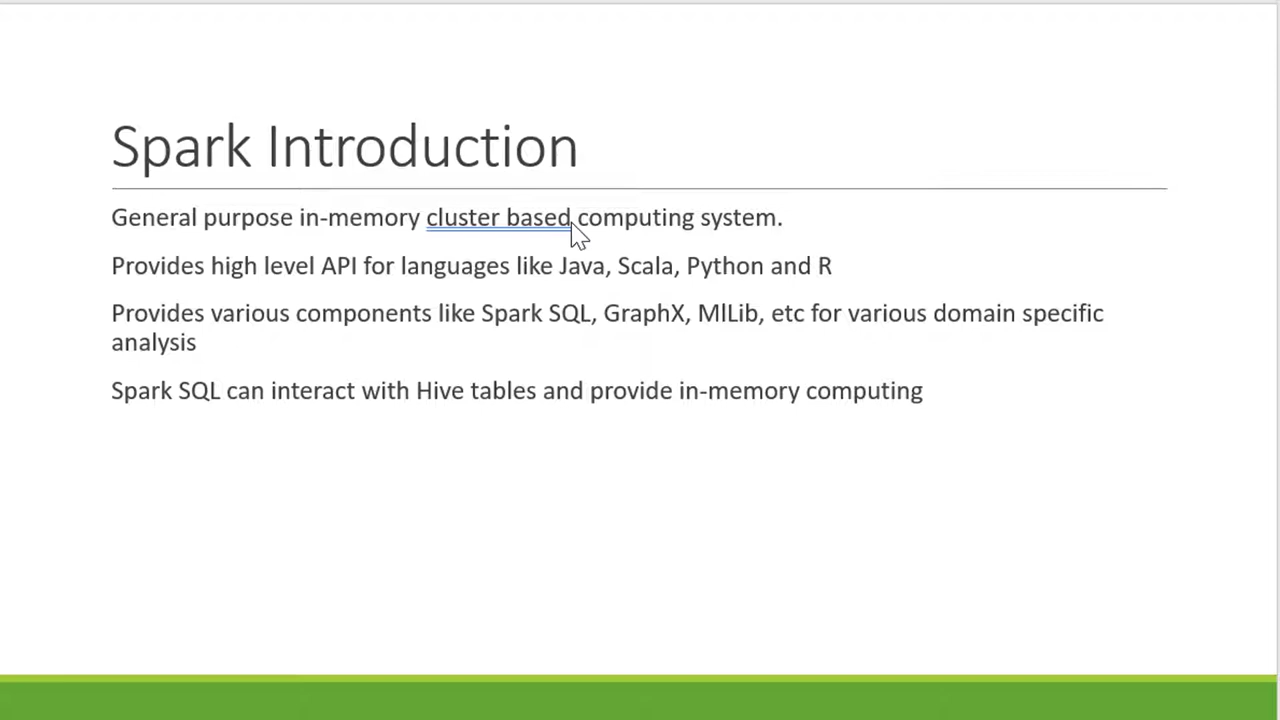 Spark Introduction
General purpose in-memory cluster based computing system.
Provides high level API for languages like Java, Scala, Python and R
Provides various components like Spark SQL, GraphX, MlLib, etc for various domain specific
analysis
Spark SQL can interact with Hive tables and provide in-memory computing